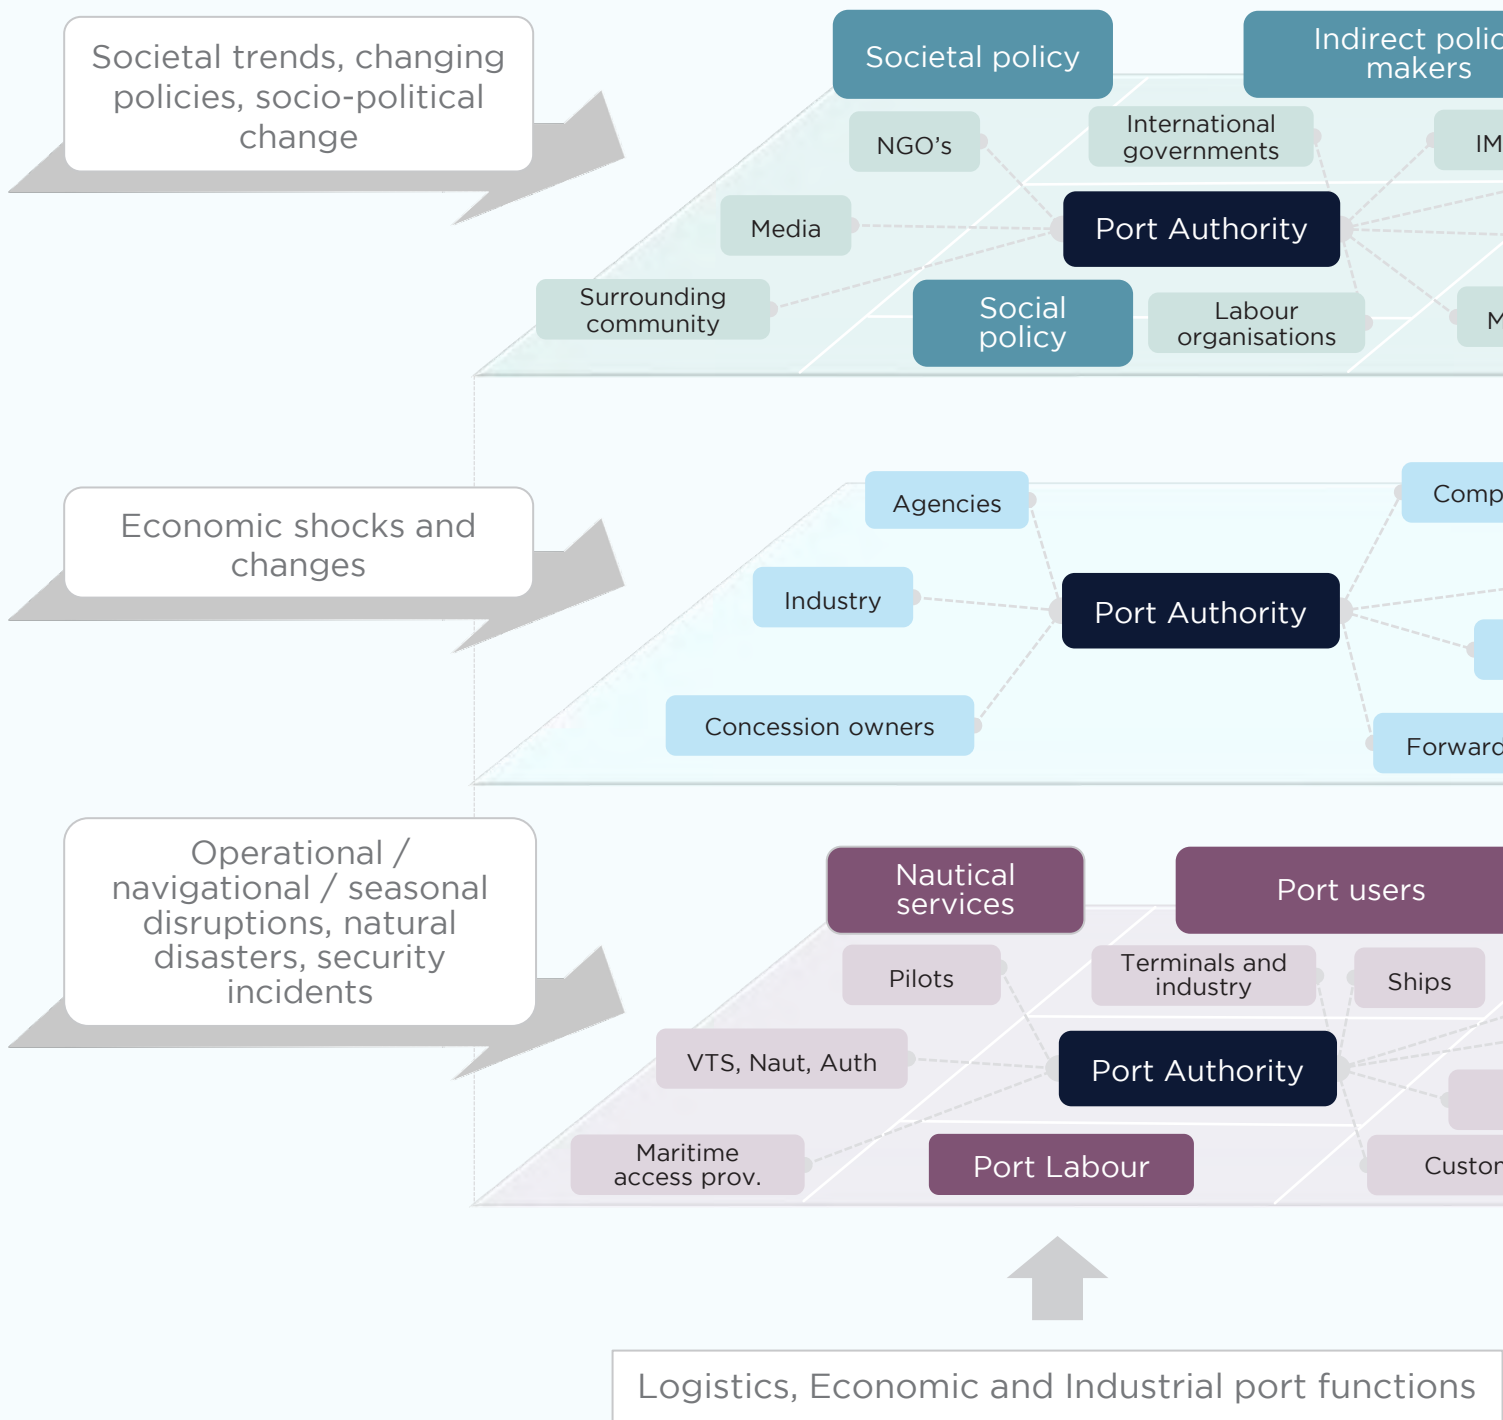 Societal trends, changing
policies, socio-political
change
Societal policy
Indirect polic
makers
NGO's
International
governments
IM
Media
Port Authority
Surrounding
community
Social
policy
Labour
organisations
M
Economic shocks and
changes
Agencies
Comp
Industry
Port Authority
Concession owners
Forward
Operational /
navigational / seasonal
disruptions, natural
disasters, security
incidents
Nautical
services
Port users
Pilots
Terminals and
industry
Ships
VTS, Naut, Auth
Port Authority
Maritime
access prov.
Port Labour
Custom
Logistics, Economic and Industrial port functions